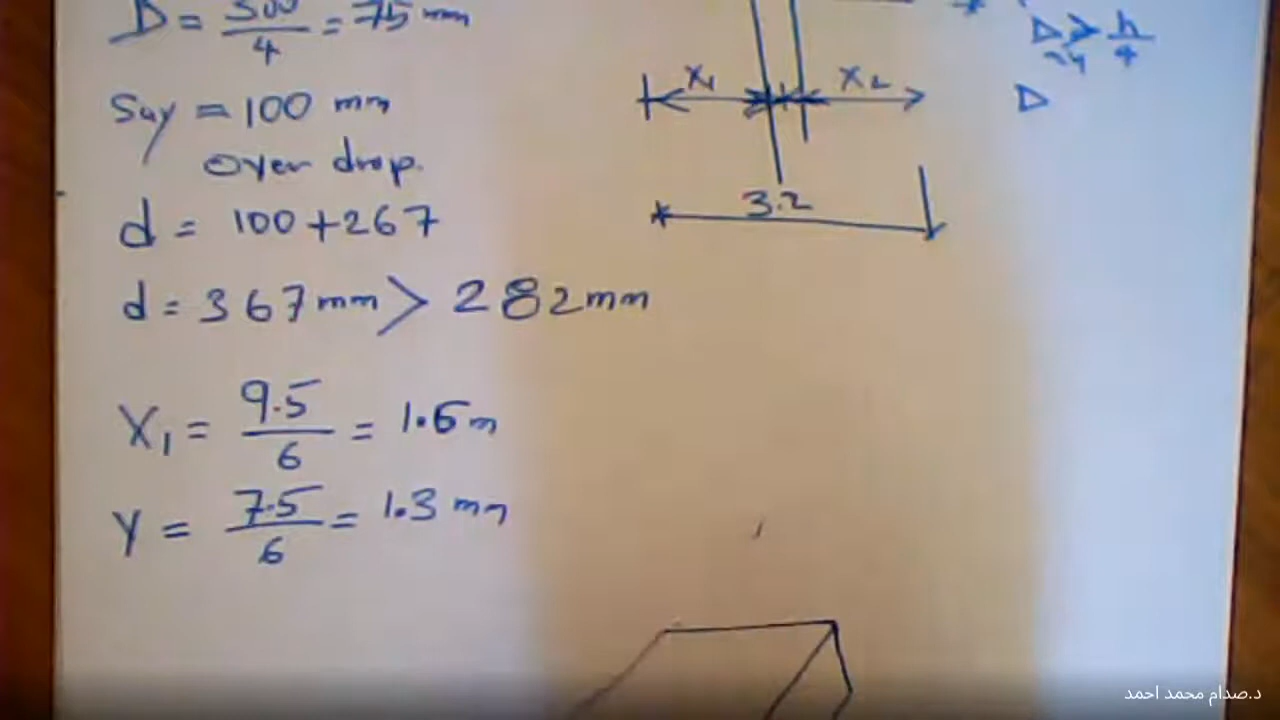 D = 300/4 = 75 mm
Say = 100 mm
Over drop.
d = 100 + 267
d = 367 mm > 282 mm
X1 = 9.5/6 = 1.6 m
Y = 7.5/6 = 1.3 mm
X1 X2
3.2
D ≥ h/4
D
د.صدام محمد احمد